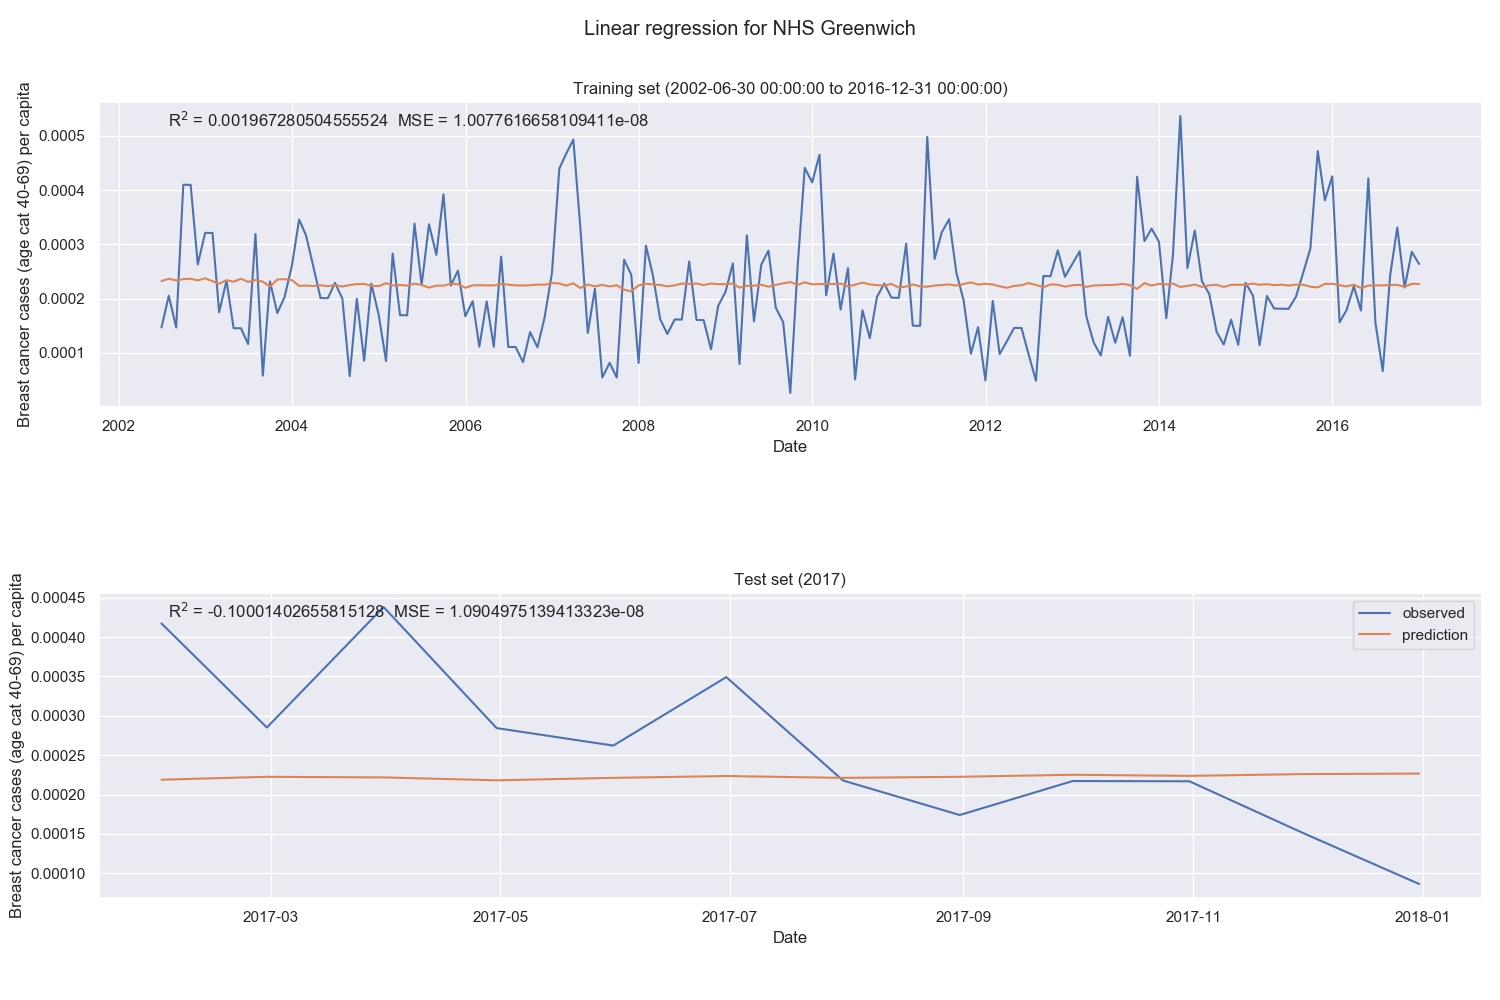 Linear regression for NHS Greenwich
Training set (2002-06-30 00:00:00 to 2016-12-31 00:00:00)
R² = 0.001967280504555524 MSE = 1.0077616658109411e-08
Breast cancer cases (age cat 40-69) per capita
0.0005
0.0004
0.0003
0.0002
0.0001
2002 2004 2006 2008 2010 2012 2014 2016
Date
Test set (2017)
R² = -0.10001402655815128 MSE = 1.0904975139413323e-08
observed
prediction
Breast cancer cases (age cat 40-69) per capita
0.00045
0.00040
0.00035
0.00030
0.00025
0.00020
0.00015
0.00010
2017-03 2017-05 2017-07 2017-09 2017-11 2018-01
Date